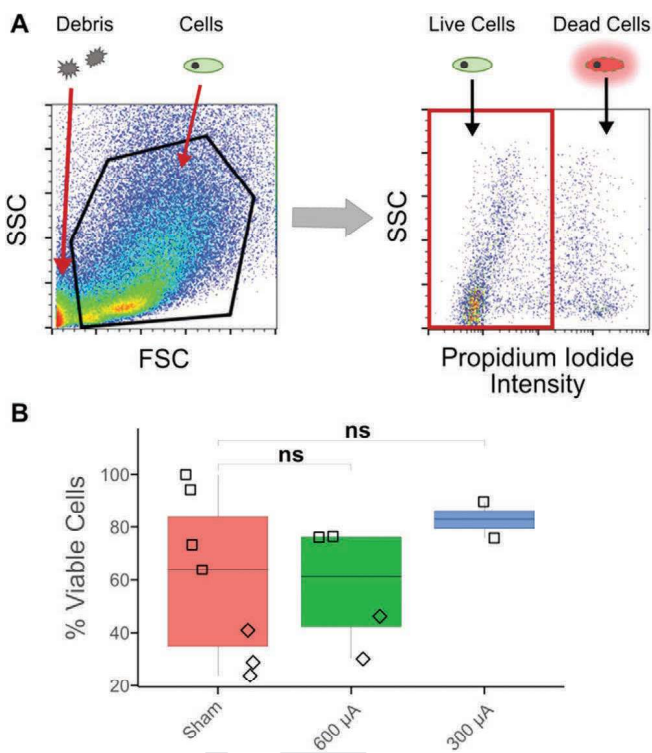 A
Debris
Cells
Live Cells
Dead Cells
SSC
FSC
SSC
Propidium Iodide
Intensity
B
ns
ns
% Viable Cells
100
80
60
40
20
Sham
600 µA
300 µA